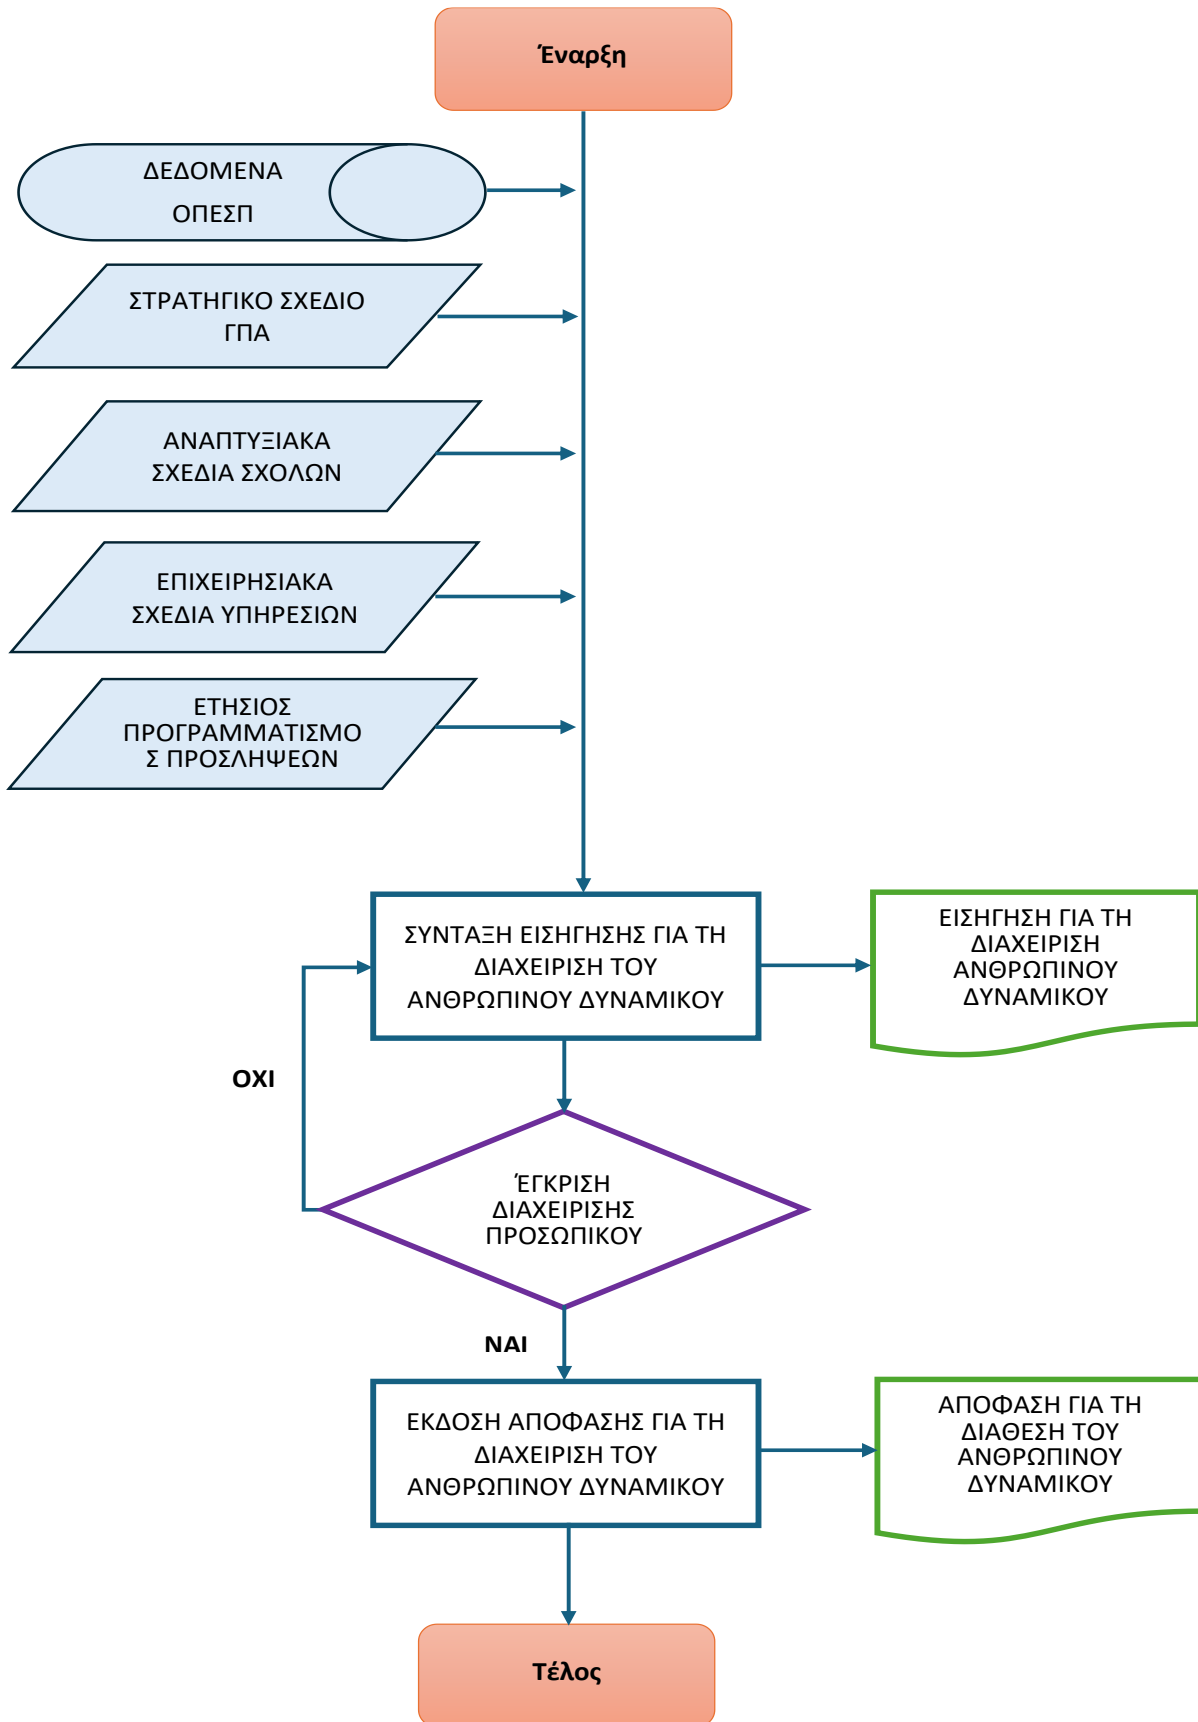 Έναρξη
ΔΕΔΟΜΕΝΑ
ΟΠΕΣΠ
ΣΤΡΑΤΗΓΙΚΟ ΣΧΕΔΙΟ
ΓΠΑ
ΑΝΑΠΤΥΞΙΑΚΑ
ΣΧΕΔΙΑ ΣΧΟΛΩΝ
ΕΠΙΧΕΙΡΗΣΙΑΚΑ
ΣΧΕΔΙΑ ΥΠΗΡΕΣΙΩΝ
ΕΤΗΣΙΟΣ
ΠΡΟΓΡΑΜΜΑΤΙΣΜΟ
Σ ΠΡΟΣΛΗΨΕΩΝ
ΣΥΝΤΑΞΗ ΕΙΣΗΓΗΣΗΣ ΓΙΑ ΤΗ
ΔΙΑΧΕΙΡΙΣΗ ΤΟΥ
ΑΝΘΡΩΠΙΝΟΥ ΔΥΝΑΜΙΚΟΥ
ΕΙΣΗΓΗΣΗ ΓΙΑ ΤΗ
ΔΙΑΧΕΙΡΙΣΗ
ΑΝΘΡΩΠΙΝΟΥ
ΔΥΝΑΜΙΚΟΥ
ΟΧΙ
ΈΓΚΡΙΣΗ
ΔΙΑΧΕΙΡΙΣΗΣ
ΠΡΟΣΩΠΙΚΟΥ
ΝΑΙ
ΕΚΔΟΣΗ ΑΠΟΦΑΣΗΣ ΓΙΑ ΤΗ
ΔΙΑΧΕΙΡΙΣΗ ΤΟΥ
ΑΝΘΡΩΠΙΝΟΥ ΔΥΝΑΜΙΚΟΥ
ΑΠΟΦΑΣΗ ΓΙΑ ΤΗ
ΔΙΑΘΕΣΗ ΤΟΥ
ΑΝΘΡΩΠΙΝΟΥ
ΔΥΝΑΜΙΚΟΥ
Τέλος